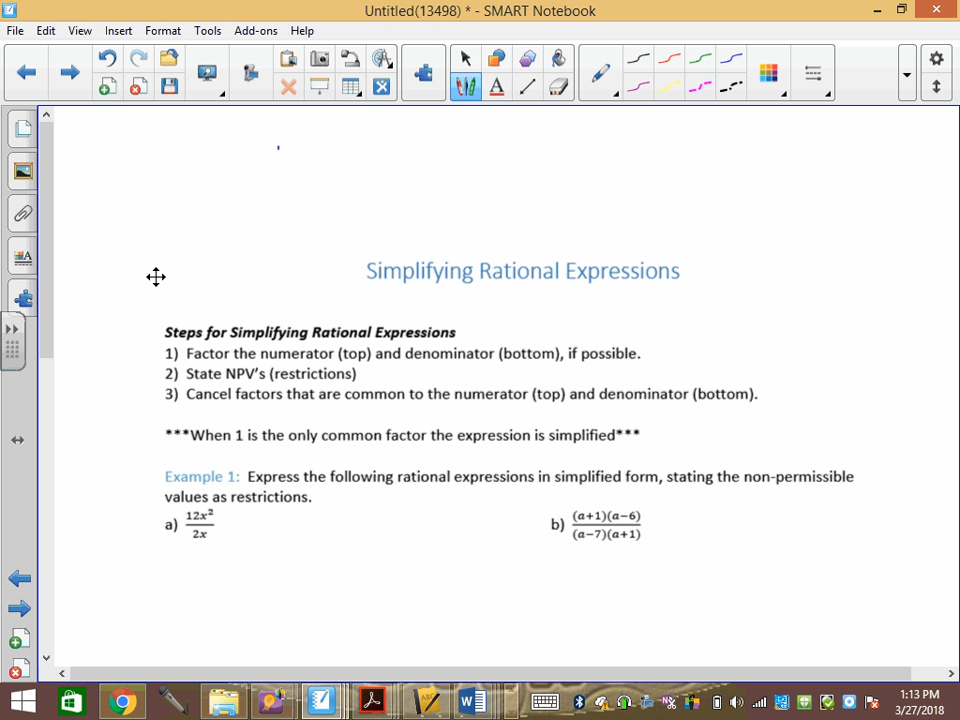 Untitled(13498) * - SMART Notebook
File Edit View Insert Format Tools Add-ons Help
Simplifying Rational Expressions
Steps for Simplifying Rational Expressions
1) Factor the numerator (top) and denominator (bottom), if possible.
2) State NPV's (restrictions)
3) Cancel factors that are common to the numerator (top) and denominator (bottom).
***When 1 is the only common factor the expression is simplified***
Example 1: Express the following rational expressions in simplified form, stating the non-permissible
values as restrictions.
a) 12x²/2x b) (a+1)(a−6)/(a−7)(a+1)
1:13 PM
3/27/2018